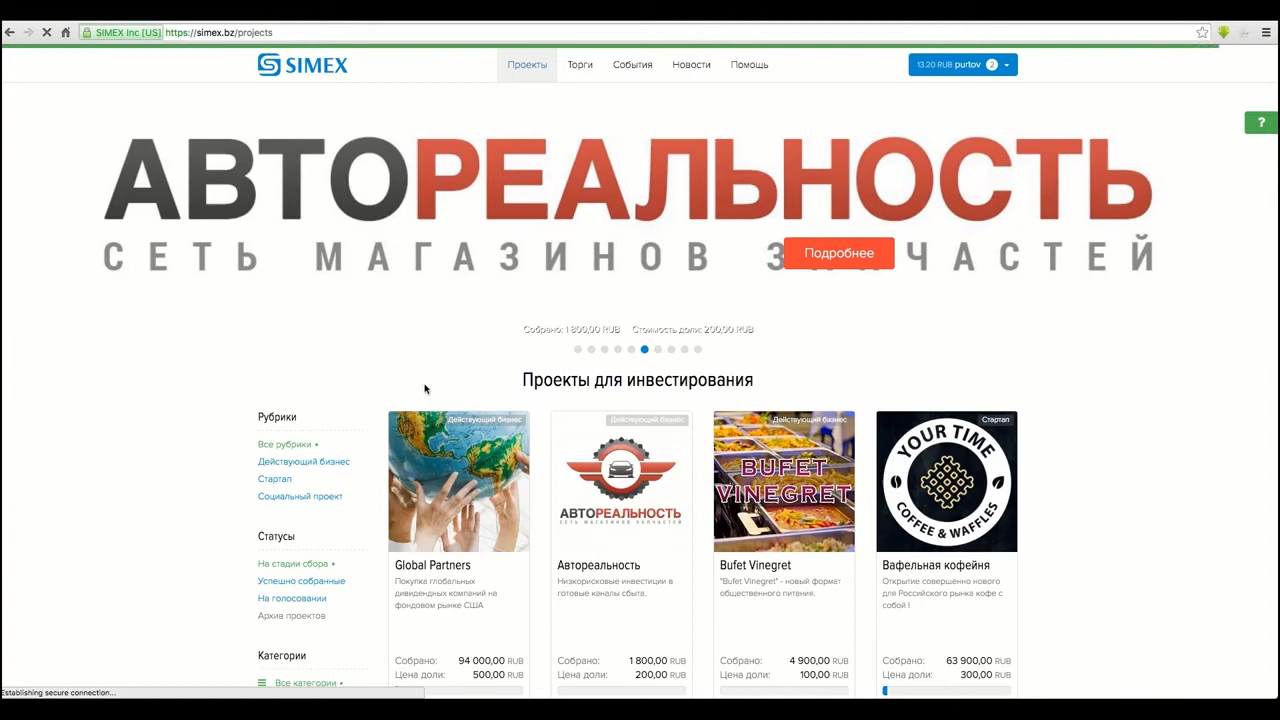 SIMEX Inc [US] https://simex.bz/projects
SIMEX
Проекты
Торги
События
Новости
Помощь
13.20 RUB purtov 2
?
АВТОРЕАЛЬНОСТЬ
СЕТЬ МАГАЗИНОВ ЗАПЧАСТЕЙ
Подробнее
Собрано: 1 800,00 RUB Стоимость доли: 200,00 RUB
Проекты для инвестирования
Рубрики
Все рубрики •
Действующий бизнес
Стартап
Социальный проект
Статусы
На стадии сбора •
Успешно собранные
На голосовании
Архив проектов
Категории
Все категории •
Действующий бизнес
Global Partners
Покупка глобальных
дивидендных компаний на
фондовом рынке США
Собрано: 94 000,00 RUB
Цена доли: 500,00 RUB
Действующий бизнес
АВТОРЕАЛЬНОСТЬ
СЕТЬ МАГАЗИНОВ ЗАПЧАСТЕЙ
Автореальность
Низкорисковые инвестиции в
готовые каналы сбыта.
Собрано: 1 800,00 RUB
Цена доли: 200,00 RUB
Действующий бизнес
BUFET
VINEGRET
Bufet Vinegret
"Bufet Vinegret" - новый формат
общественного питания.
Собрано: 4 900,00 RUB
Цена доли: 100,00 RUB
Стартап
YOUR TIME
COFFEE & WAFFLES
Вафельная кофейня
Открытие совершенно нового
для Российского рынка кофе с
собой !
Собрано: 63 900,00 RUB
Цена доли: 300,00 RUB
Establishing secure connection...